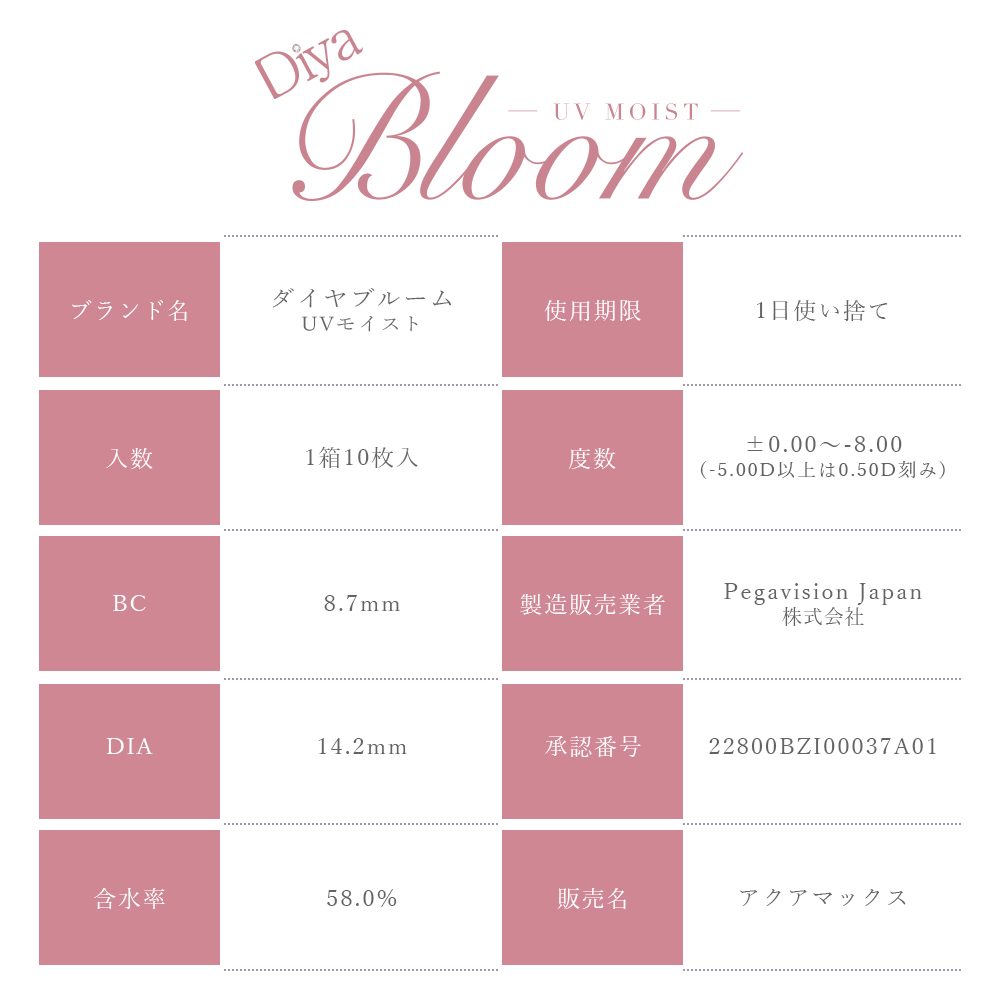 Diya
Bloom
UV MOIST
ブランド名
ダイヤブルーム
UVモイスト
使用期限
1日使い捨て
入数
1箱10枚入
度数
±0.00〜-8.00
（-5.00D以上は0.50D刻み）
BC
8.7mm
製造販売業者
Pegavision Japan
株式会社
DIA
14.2mm
承認番号
22800BZI00037A01
含水率
58.0%
販売名
アクアマックス